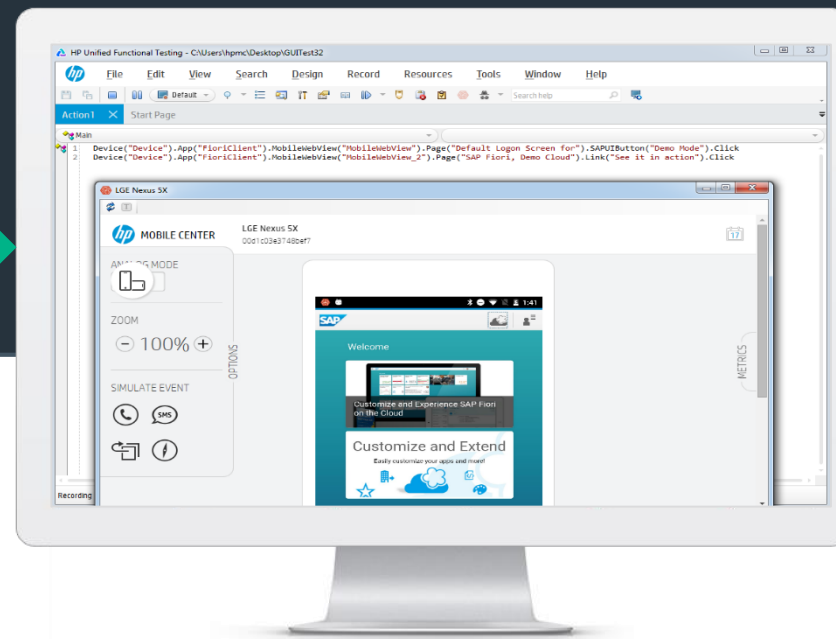 HP Unified Functional Testing - C:\Users\hpmc\Desktop\GUITest32
hp File Edit View Search Design Record Resources Tools Window Help
Default Search help
Action1 Start Page
Main
1 Device("Device").App("FioriClient").MobileWebView("MobileWebView").Page("Default Logon Screen for").SAPUIButton("Demo Mode").Click
2 Device("Device").App("FioriClient").MobileWebView("MobileWebView_2").Page("SAP Fiori, Demo Cloud").Link("See it in action").Click
LGE Nexus 5X
hp MOBILE CENTER
LGE Nexus 5X
00d1c03e3748bef7
17
MODE
ZOOM
100%
OPTIONS
METRICS
SIMULATE EVENT
SMS
1:41
SAP
Welcome
Customize and Experience SAP Fiori
on the Cloud
Customize and Extend
Easily customize your apps and more!
Recording